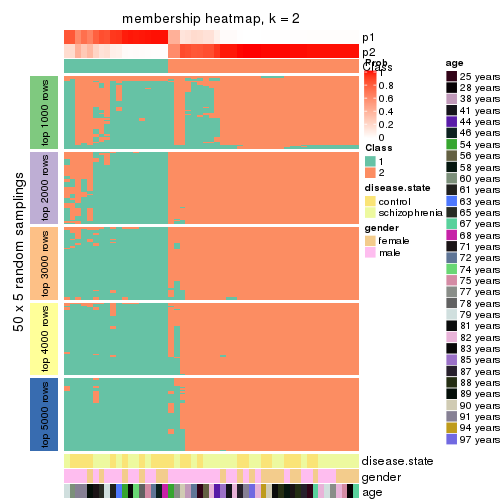 membership heatmap, k = 2
p1
p2
Class
50 x 5 random samplings
top 1000 rows
top 2000 rows
top 3000 rows
top 4000 rows
top 5000 rows
disease.state
gender
age
Prob
1
0.8
0.6
0.4
0.2
0
Class
1
2
disease.state
control
schizophrenia
gender
female
male
age
25 years
28 years
38 years
41 years
44 years
46 years
54 years
56 years
58 years
60 years
61 years
63 years
65 years
67 years
68 years
71 years
72 years
74 years
75 years
77 years
78 years
79 years
81 years
82 years
83 years
85 years
87 years
88 years
89 years
90 years
91 years
94 years
97 years